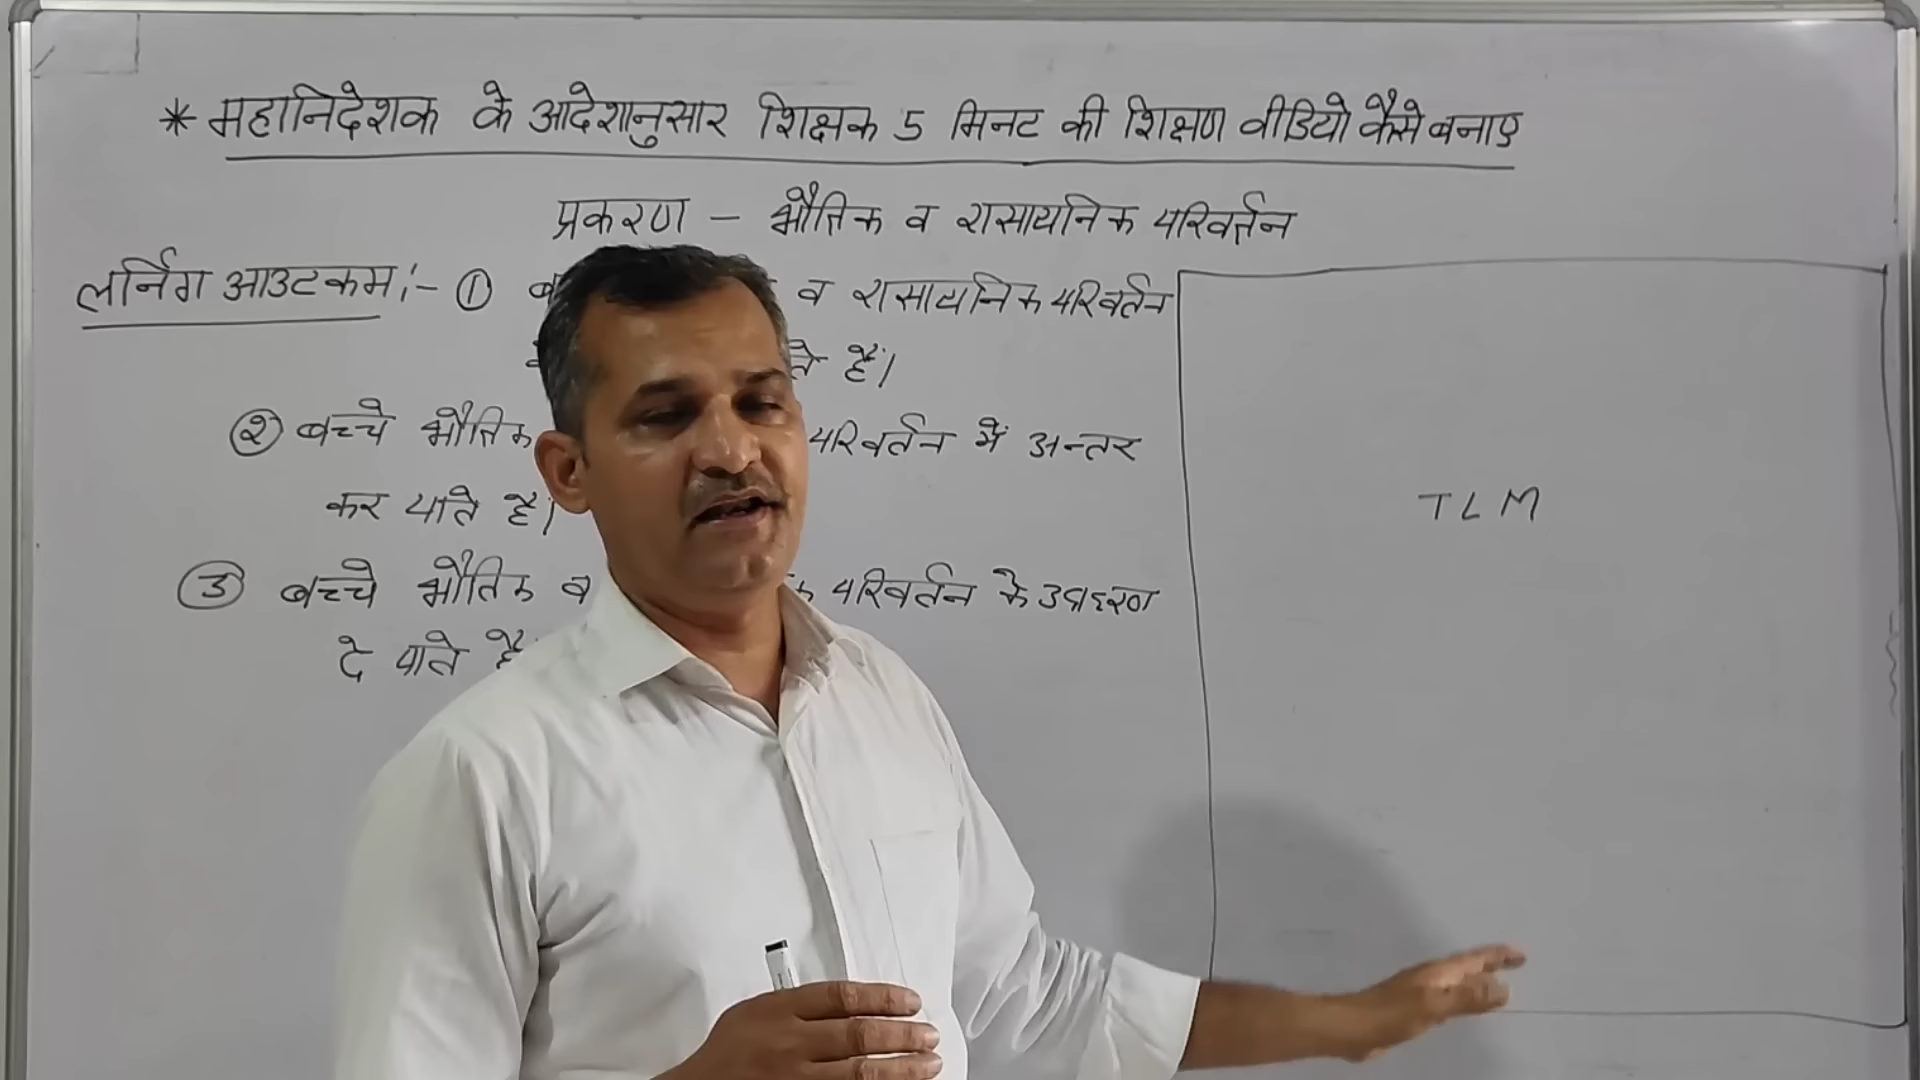 * महानिदेशक के आदेशानुसार शिक्षक 5 मिनट की शिक्षण वीडियो कैसे बनाए
प्रकरण - भौतिक व रासायनिक परिवर्तन
लर्निंग आउटकम :- ① व रासायनिक परिवर्तन
हैं।
② बच्चे भौतिक परिवर्तन में अन्तर
कर पाते हैं।
③ बच्चे भौतिक व परिवर्तन के उदाहरण
दे पाते
TLM